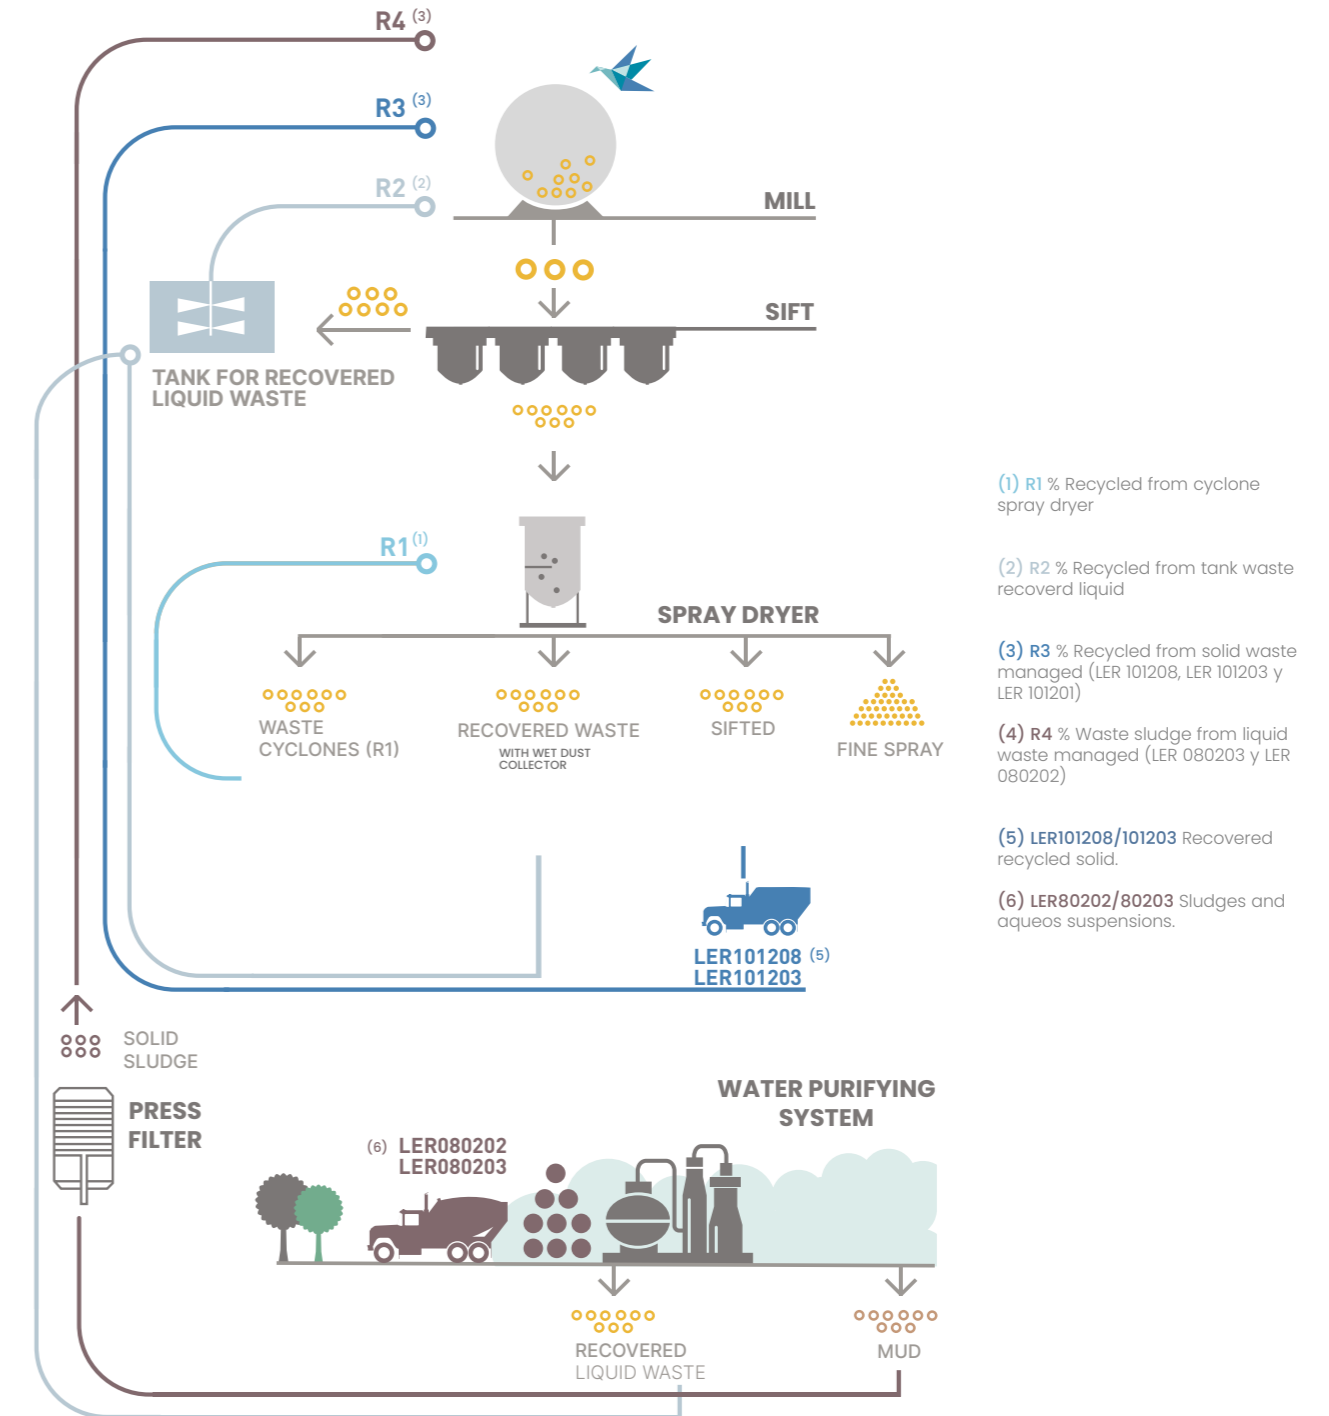 R4 (3)
R3 (3)
R2 (2)
MILL
SIFT
TANK FOR RECOVERED
LIQUID WASTE
R1 (1)
SPRAY DRYER
WASTE
CYCLONES (R1)
RECOVERED WASTE
WITH WET DUST
COLLECTOR
SIFTED
FINE SPRAY
LER101208 (5)
LER101203
SOLID
SLUDGE
PRESS
FILTER
WATER PURIFYING
SYSTEM
(6) LER080202
LER080203
RECOVERED
LIQUID WASTE
MUD
(1) R1 % Recycled from cyclone
spray dryer
(2) R2 % Recycled from tank waste
recoverd liquid
(3) R3 % Recycled from solid waste
managed (LER 101208, LER 101203 y
LER 101201)
(4) R4 % Waste sludge from liquid
waste managed (LER 080203 y LER
080202)
(5) LER101208/101203 Recovered
recycled solid.
(6) LER80202/80203 Sludges and
aqueos suspensions.